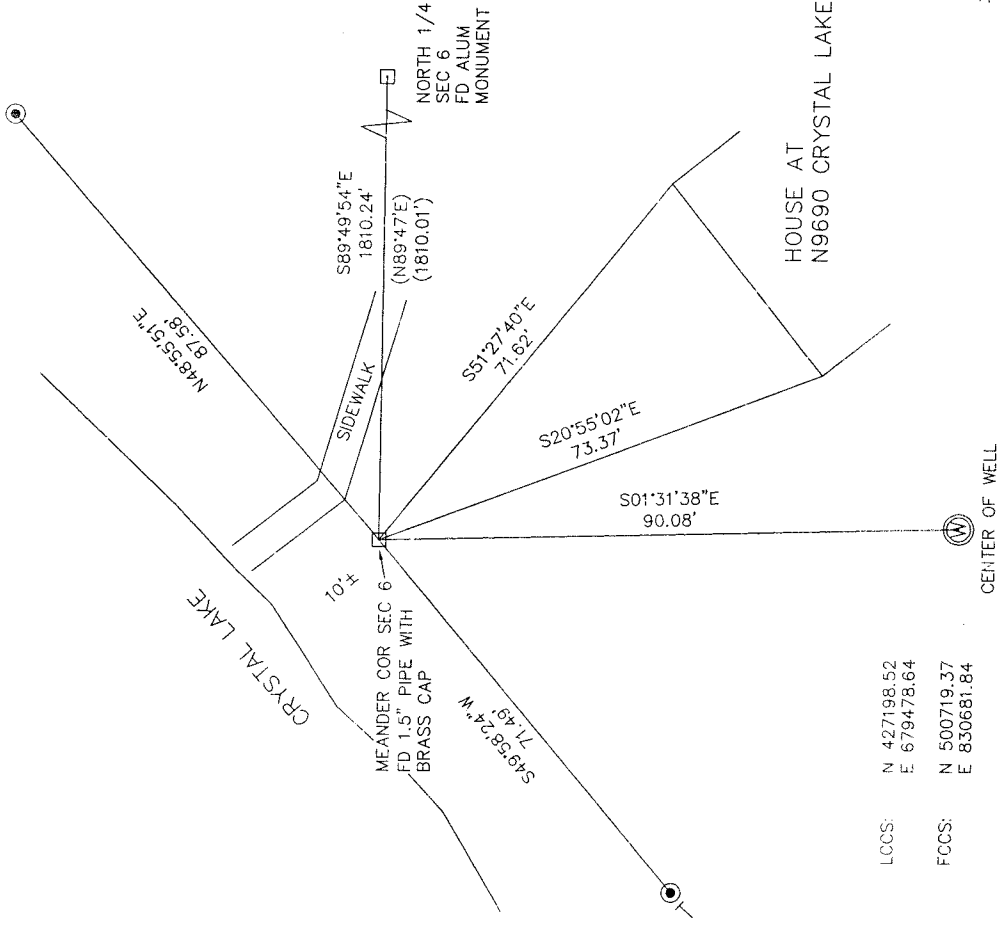 NORTH 1/4
SEC 6
FD ALUM
MONUMENT
N48°55'51"E
87.58'
S89°49'54"E
1810.24'
(N89°47'E)
(1810.01')
SIDEWALK
CRYSTAL LAKE
10'±
MEANDER COR SEC 6
FD 1.5" PIPE WITH
BRASS CAP
S51°27'40"E
71.62'
S20°55'02"E
73.37'
S01°31'38"E
90.08'
S49°58'24"W
71.49'
HOUSE AT
N9690 CRYSTAL LAKE
W
CENTER OF WELL
LCCS: N 427198.52
E 679478.64
FCCS: N 500719.37
E 830681.84